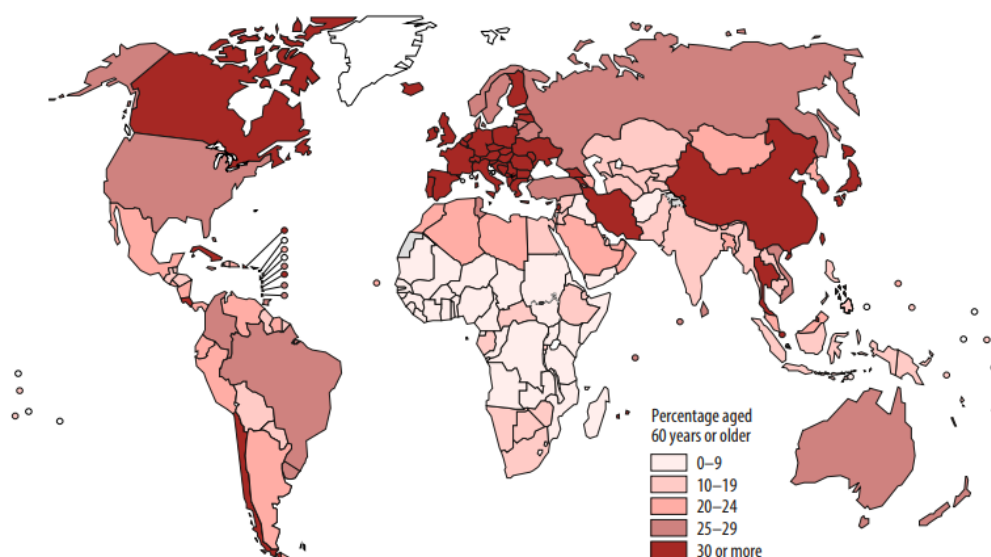 Percentage aged
60 years or older
0–9
10–19
20–24
25–29
30 or more